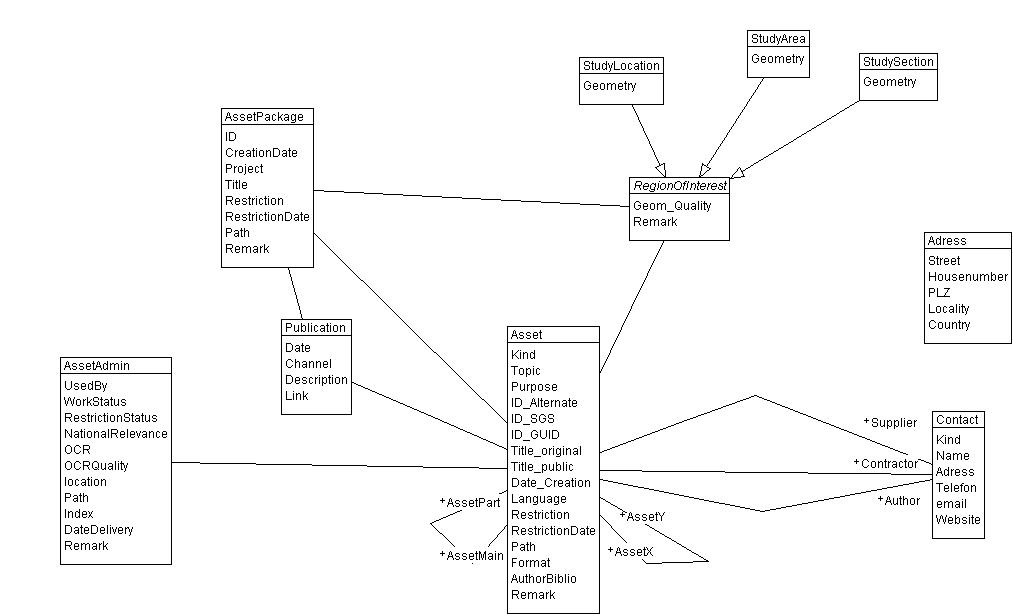 StudyArea
Geometry
StudyLocation
Geometry
StudySection
Geometry
AssetPackage
ID
CreationDate
Project
Title
Restriction
RestrictionDate
Path
Remark
RegionOfInterest
Geom_Quality
Remark
Adress
Street
Housenumber
PLZ
Locality
Country
Publication
Date
Channel
Description
Link
Asset
Kind
Topic
Purpose
ID_Alternate
ID_SGS
ID_GUID
Title_original
Title_public
Date_Creation
Language
Restriction
RestrictionDate
Path
Format
AuthorBiblio
Remark
AssetAdmin
UsedBy
WorkStatus
RestrictionStatus
NationalRelevance
OCR
OCRQuality
location
Path
Index
DateDelivery
Remark
Contact
Kind
Name
Adress
Telefon
email
Website
+Supplier
+Contractor
+Author
+AssetPart
+AssetMain
+AssetY
+AssetX